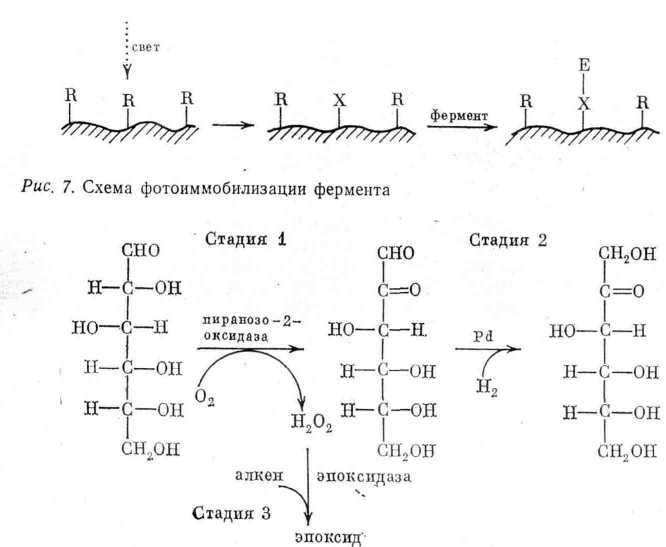 свет
R R R R X R R X R
E
фермент
Рис. 7. Схема фотоиммобилизации фермента
Стадия 1 Стадия 2
CHO CHO CH₂OH
H—C—OH C=O C=O
HO—C—H HO—C—H HO—C—H
пиранозо-2-
оксидаза
Pd
H—C—OH H—C—OH H—C—OH
O₂ H₂
H—C—OH H—C—OH H—C—OH
H₂O₂
CH₂OH CH₂OH CH₂OH
алкен эпоксидаза
Стадия 3
эпоксид